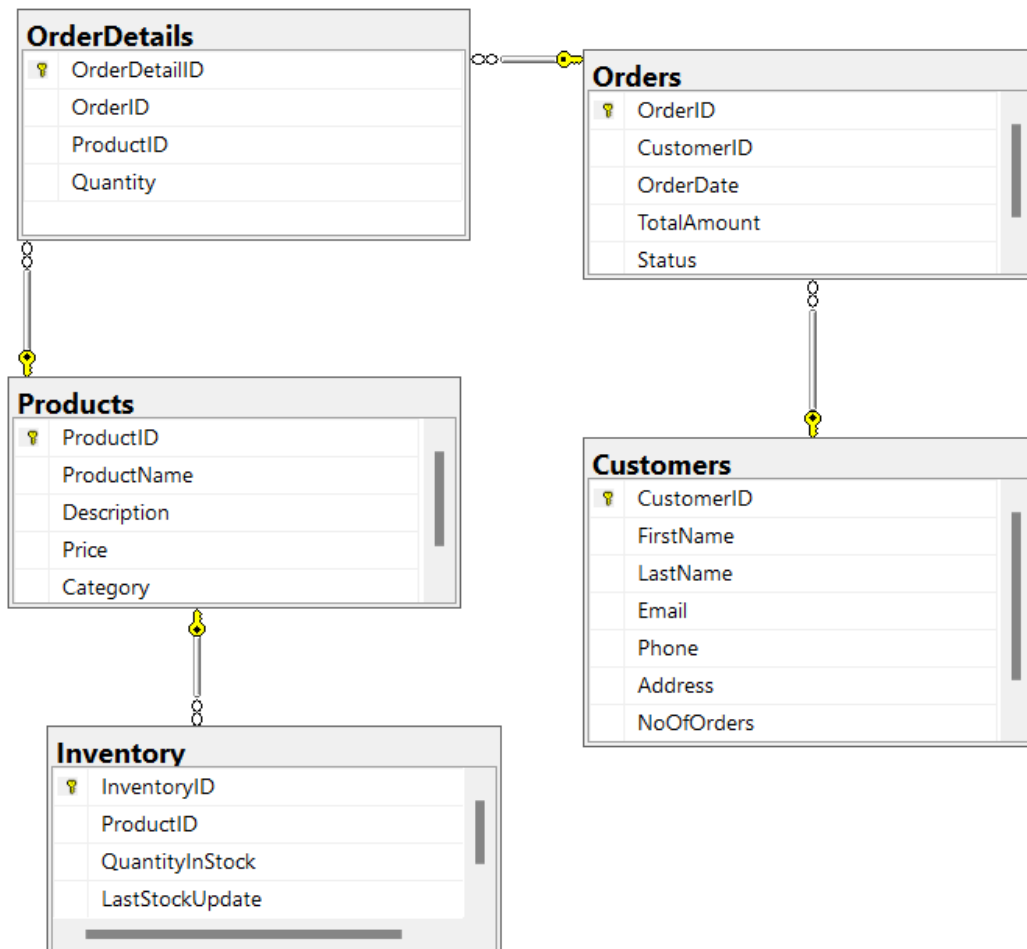 OrderDetails
OrderDetailID
OrderID
ProductID
Quantity
Orders
OrderID
CustomerID
OrderDate
TotalAmount
Status
Products
ProductID
ProductName
Description
Price
Category
Customers
CustomerID
FirstName
LastName
Email
Phone
Address
NoOfOrders
Inventory
InventoryID
ProductID
QuantityInStock
LastStockUpdate